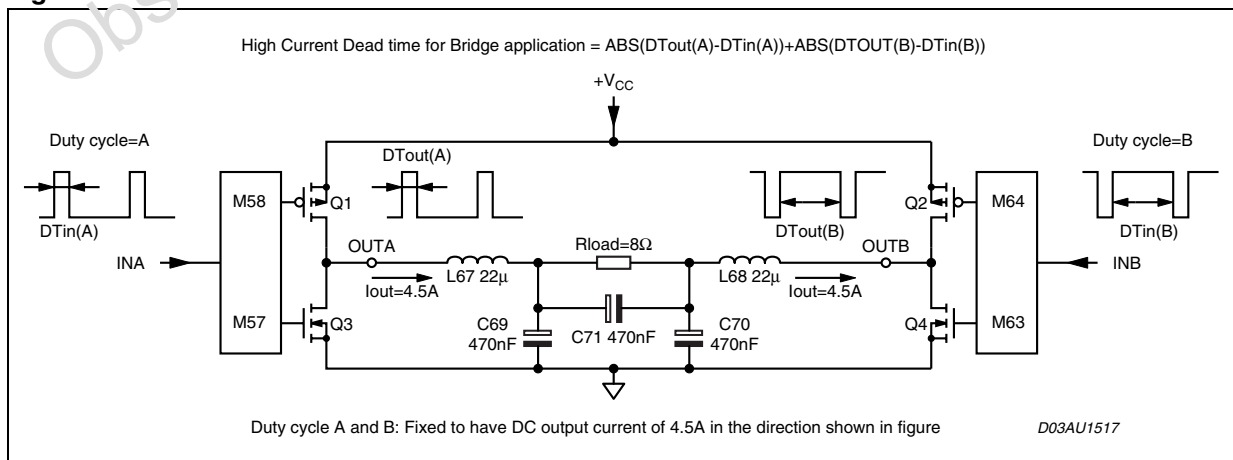 Obs
High Current Dead time for Bridge application = ABS(DTout(A)-DTin(A))+ABS(DTOUT(B)-DTin(B))
+VCC
Duty cycle=A
DTout(A)
Duty cycle=B
M58
Q1
Q2
M64
DTin(A)
DTout(B)
DTin(B)
OUTA
Rload=8Ω
OUTB
INA
INB
L67 22μ
L68 22μ
Iout=4.5A
Iout=4.5A
M57
Q3
C69
470nF
C71 470nF
C70
470nF
Q4
M63
Duty cycle A and B: Fixed to have DC output current of 4.5A in the direction shown in figure
D03AU1517